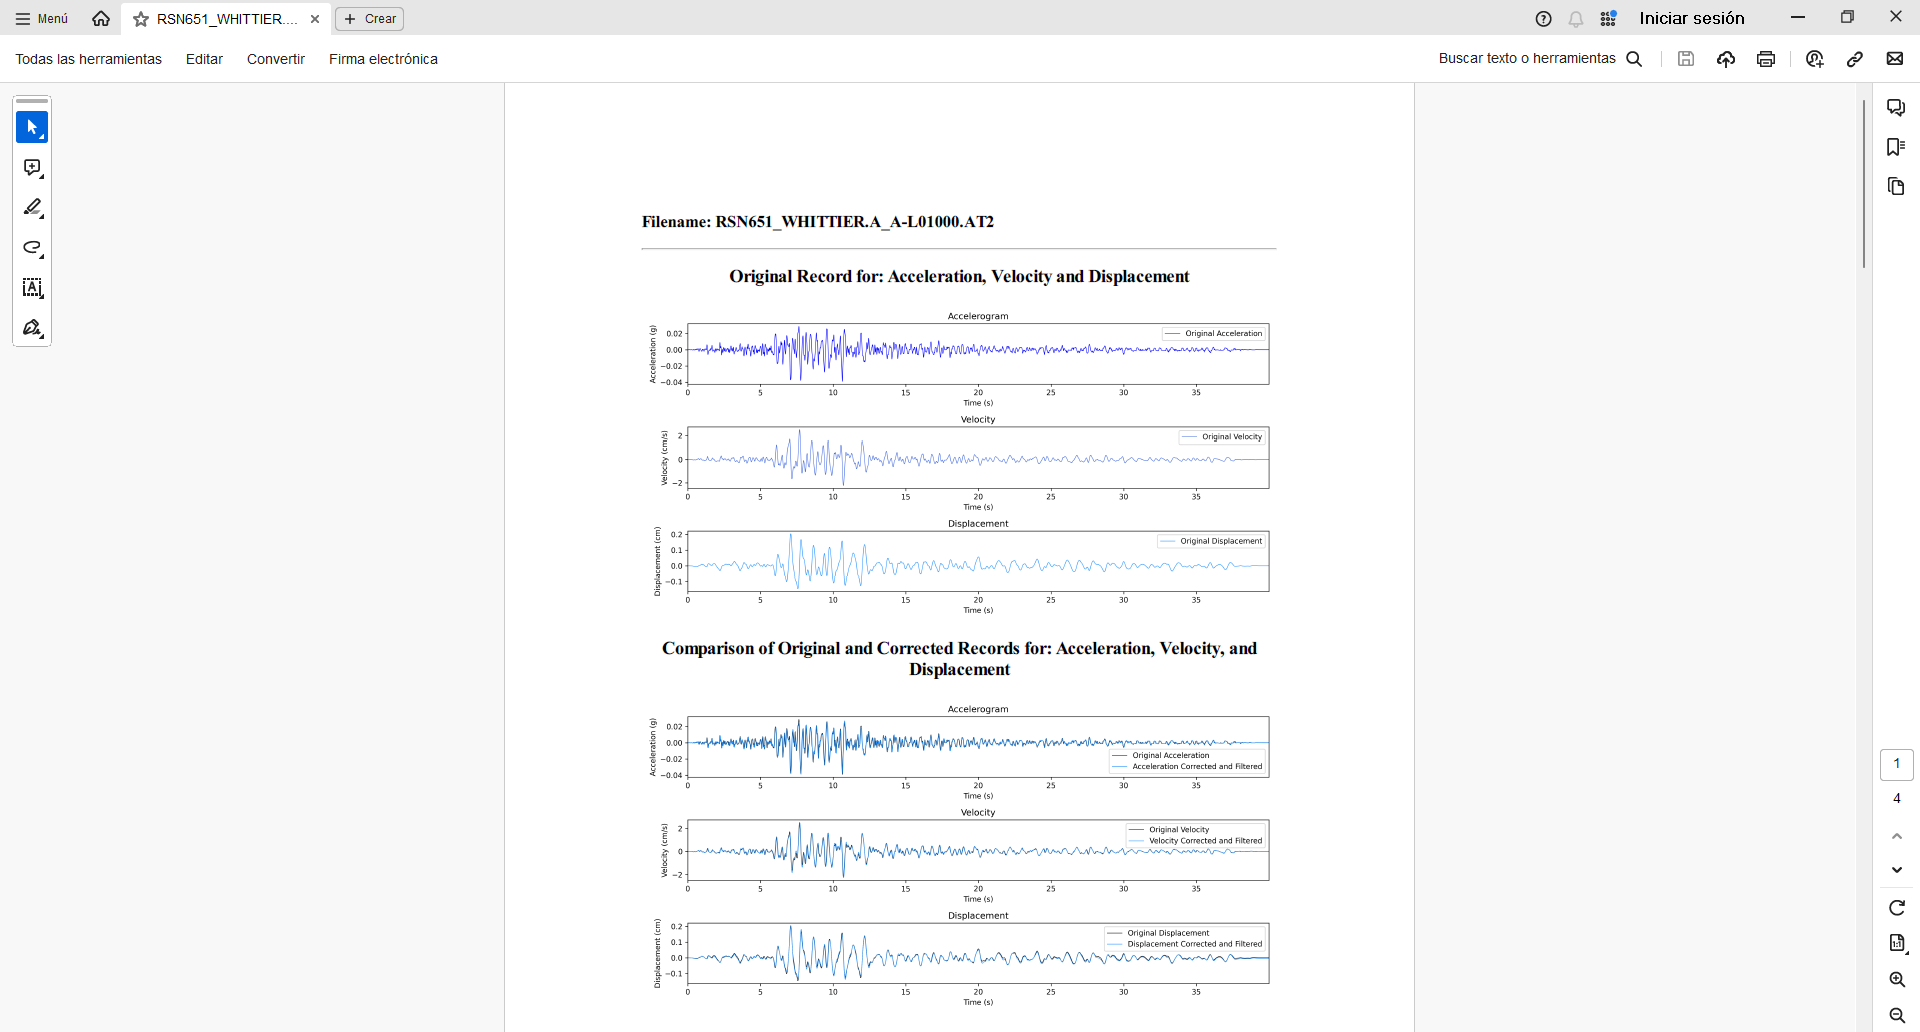 Menú
RSN651_WHITTIER....
Crear
Iniciar sesión
Todas las herramientas
Editar
Convertir
Firma electrónica
Buscar texto o herramientas
Filename: RSN651_WHITTIER.A_A-L01000.AT2
Original Record for: Acceleration, Velocity and Displacement
Accelerogram
Acceleration (g)
0.02
0.00
−0.02
−0.04
Original Acceleration
0 5 10 15 20 25 30 35
Time (s)
Velocity
Velocity (cm/s)
2
0
−2
Original Velocity
0 5 10 15 20 25 30 35
Time (s)
Displacement
Displacement (cm)
0.2
0.1
0.0
−0.1
Original Displacement
0 5 10 15 20 25 30 35
Time (s)
Comparison of Original and Corrected Records for: Acceleration, Velocity, and
Displacement
Accelerogram
Acceleration (g)
0.02
0.00
−0.02
−0.04
Original Acceleration
Acceleration Corrected and Filtered
0 5 10 15 20 25 30 35
Time (s)
Velocity
Velocity (cm/s)
2
0
−2
Original Velocity
Velocity Corrected and Filtered
0 5 10 15 20 25 30 35
Time (s)
Displacement
Displacement (cm)
0.2
0.1
0.0
−0.1
Original Displacement
Displacement Corrected and Filtered
0 5 10 15 20 25 30 35
Time (s)
1
4